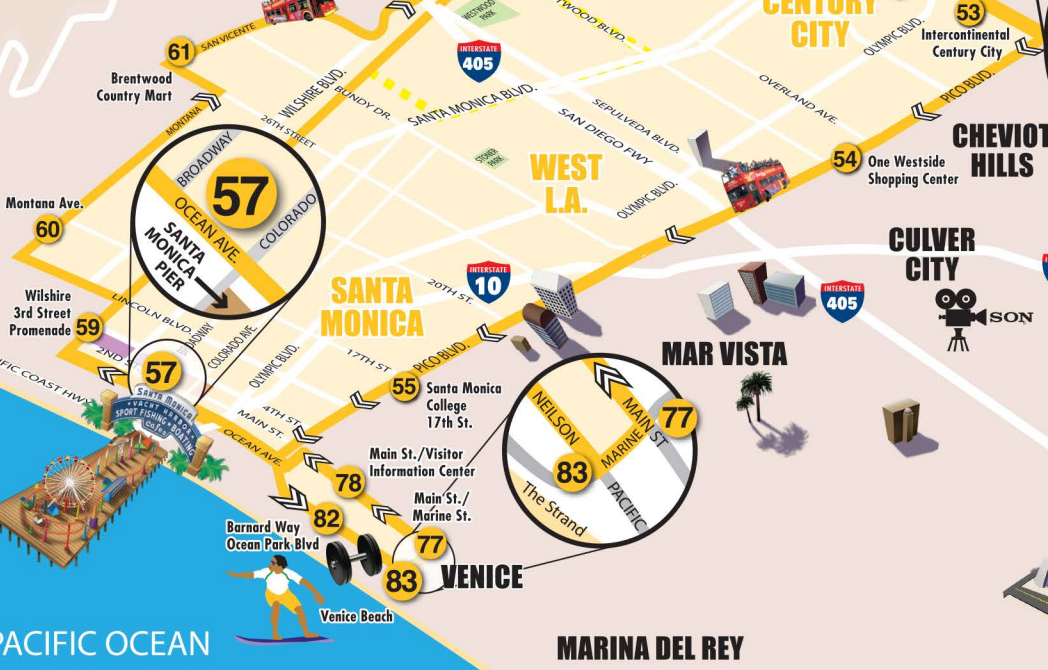 CENTURY
CITY
53
Intercontinental
Century City
OLYMPIC BLVD.
PICO BLVD.
WESTWOOD
PARK
INTERSTATE
405
61
SAN VICENTE
Brentwood
Country Mart
MONTANA
WILSHIRE BLVD.
BUNDY DR.
26TH STREET
SANTA MONICA BLVD.
SEPULVEDA BLVD.
SAN DIEGO FWY
OVERLAND AVE.
STONER
PARK
WEST
L.A.
OLYMPIC BLVD.
54
One Westside
Shopping Center
CHEVIOT
HILLS
CULVER
CITY
SON
BROADWAY
57
OCEAN AVE.
COLORADO
SANTA
MONICA
PIER
Montana Ave.
60
Wilshire
3rd Street
Promenade
59
LINCOLN BLVD.
2ND S
COLORADO AVE.
OLYMPIC BLVD.
57
SANTA
MONICA
20TH ST.
17TH ST.
PICO BLVD.
INTERSTATE
10
INTERSTATE
405
MAR VISTA
55
Santa Monica
College
17th St.
4TH ST.
MAIN ST.
OCEAN AVE.
Santa Monica
YACHT HARBOR
SPORT FISHING BOATING
Cafes
Main St./Visitor
Information Center
78
Main St./
Marine St.
77
Barnard Way
Ocean Park Blvd
82
83
VENICE
Venice Beach
NEILSON
MAIN ST
77
MARINE
83
PACIFIC
The Strand
PACIFIC OCEAN
MARINA DEL REY